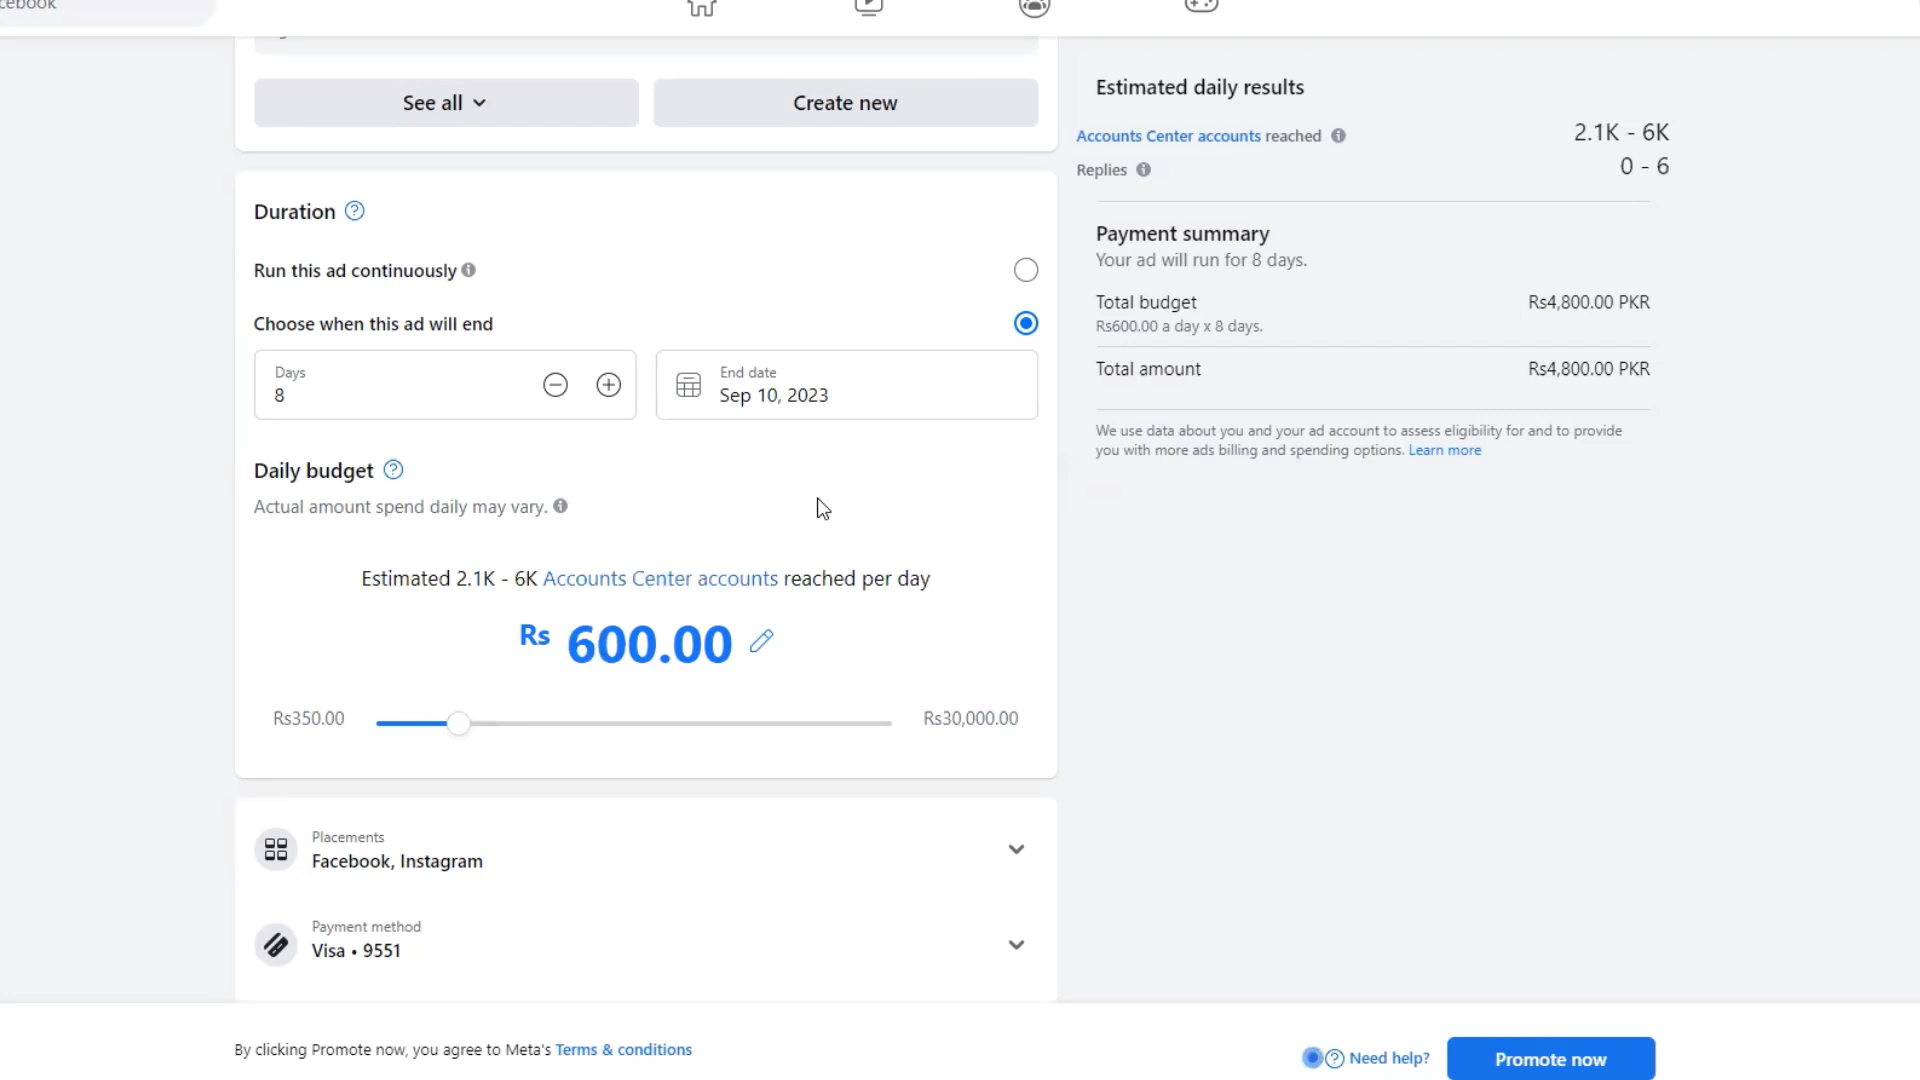 cebook
See all
Create new
Duration
Run this ad continuously
Choose when this ad will end
Days
8
End date
Sep 10, 2023
Daily budget
Actual amount spend daily may vary.
Estimated 2.1K - 6K Accounts Center accounts reached per day
Rs 600.00
Rs350.00
Rs30,000.00
Placements
Facebook, Instagram
Payment method
Visa • 9551
Estimated daily results
Accounts Center accounts reached 2.1K - 6K
Replies 0 - 6
Payment summary
Your ad will run for 8 days.
Total budget Rs4,800.00 PKR
Rs600.00 a day x 8 days.
Total amount Rs4,800.00 PKR
We use data about you and your ad account to assess eligibility for and to provide
you with more ads billing and spending options. Learn more
By clicking Promote now, you agree to Meta's Terms & conditions
Need help?
Promote now